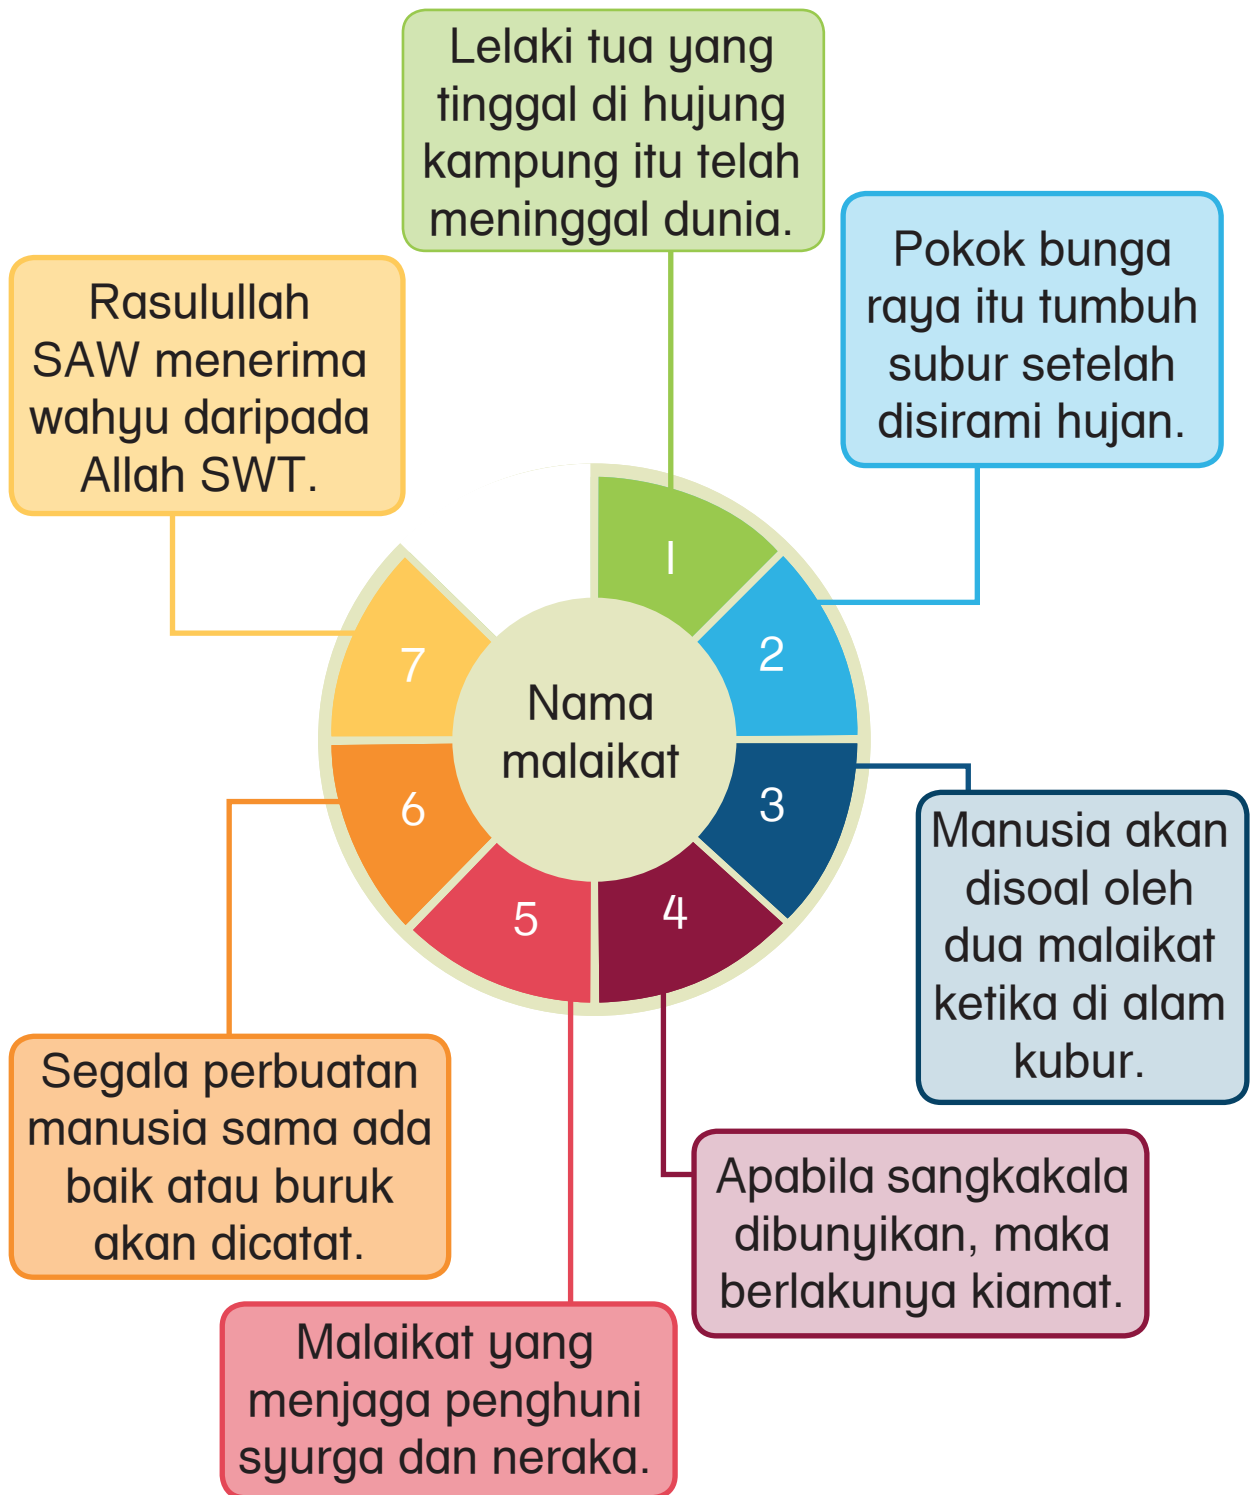 Lelaki tua yang
tinggal di hujung
kampung itu telah
meninggal dunia.
Pokok bunga
raya itu tumbuh
subur setelah
disirami hujan.
Rasulullah
SAW menerima
wahyu daripada
Allah SWT.
1
2
3
4
5
6
7
Nama
malaikat
Manusia akan
disoal oleh
dua malaikat
ketika di alam
kubur.
Segala perbuatan
manusia sama ada
baik atau buruk
akan dicatat.
Apabila sangkakala
dibunyikan, maka
berlakunya kiamat.
Malaikat yang
menjaga penghuni
syurga dan neraka.